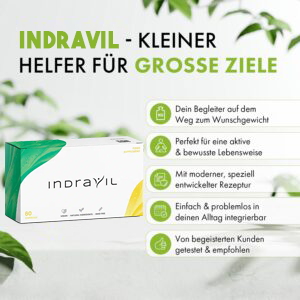 INDRAVIL - KLEINER
HELFER FÜR GROSSE ZIELE
Dein Begleiter auf dem
Weg zum Wunschgewicht
Perfekt für eine aktive
& bewusste Lebensweise
Mit moderner, speziell
entwickelter Rezeptur
Einfach & problemlos in
deinen Alltag integrierbar
Von begeisterten Kunden
getestet & empfohlen
INDRAVIL